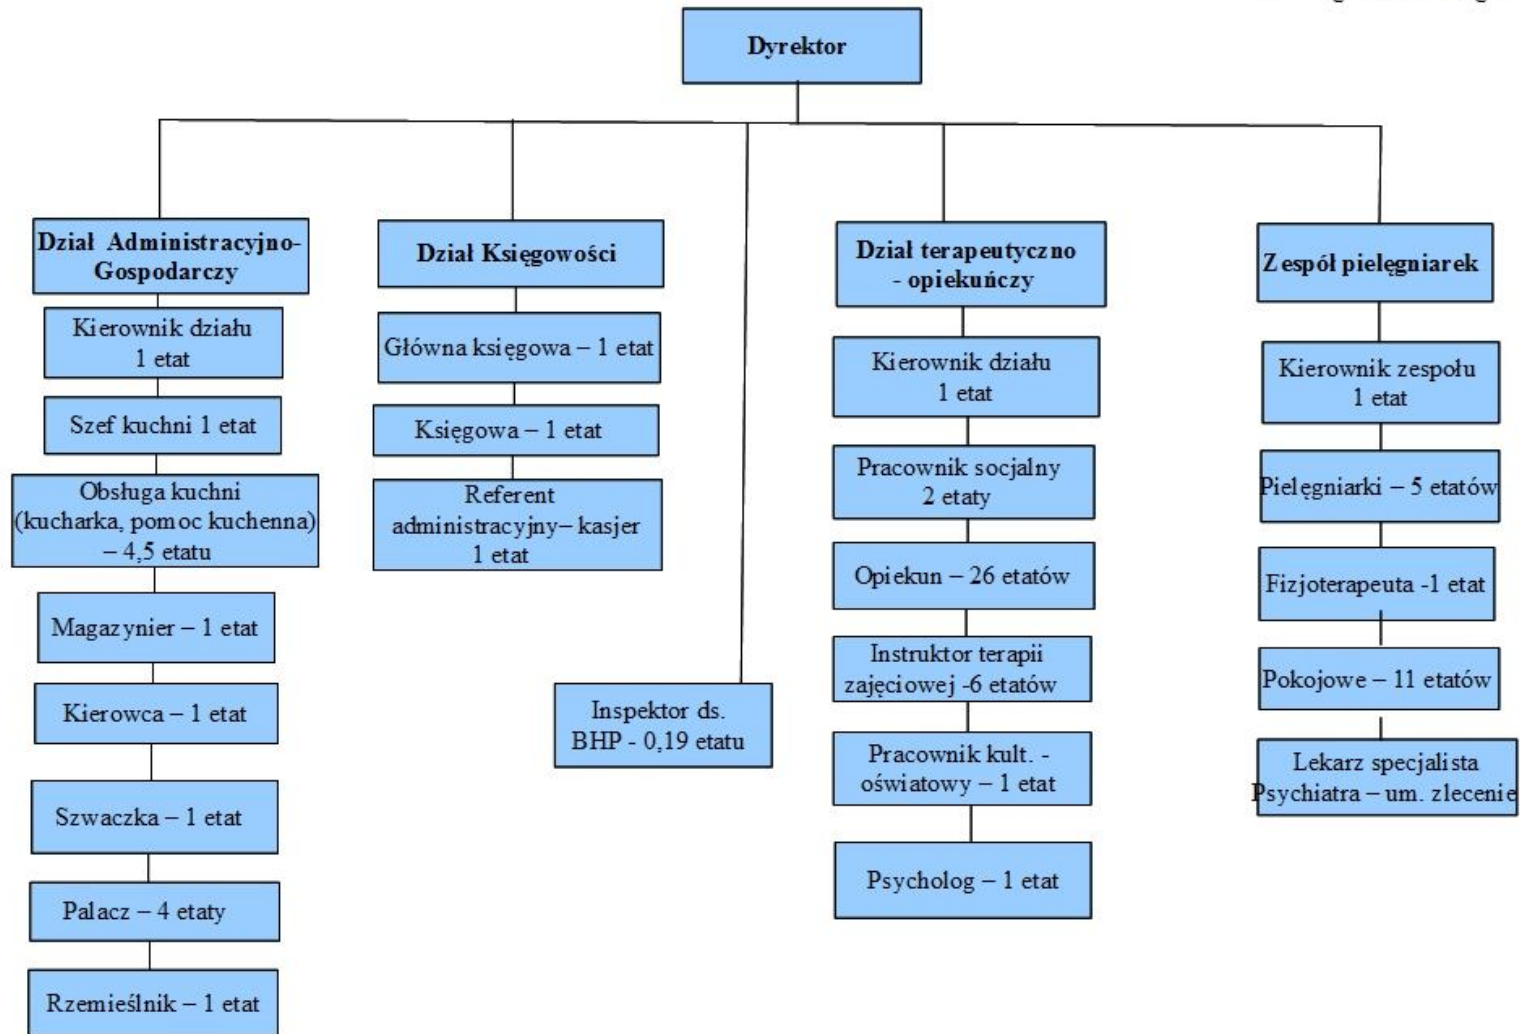 Dyrektor
Dział Administracyjno-
Gospodarczy
Kierownik działu
1 etat
Szef kuchni 1 etat
Obsługa kuchni
(kucharka, pomoc kuchenna)
– 4,5 etatu
Magazynier – 1 etat
Kierowca – 1 etat
Szwaczka – 1 etat
Palacz – 4 etaty
Rzemieślnik – 1 etat
Dział Księgowości
Główna księgowa – 1 etat
Księgowa – 1 etat
Referent
administracyjny– kasjer
1 etat
Inspektor ds.
BHP - 0,19 etatu
Dział terapeutyczno
- opiekuńczy
Kierownik działu
1 etat
Pracownik socjalny
2 etaty
Opiekun – 26 etatów
Instruktor terapii
zajęciowej -6 etatów
Pracownik kult. -
oświatowy – 1 etat
Psycholog – 1 etat
Zespół pielęgniarek
Kierownik zespołu
1 etat
Pielęgniarki – 5 etatów
Fizjoterapeuta -1 etat
Pokojowe – 11 etatów
Lekarz specjalista
Psychiatra – um. zlecenie